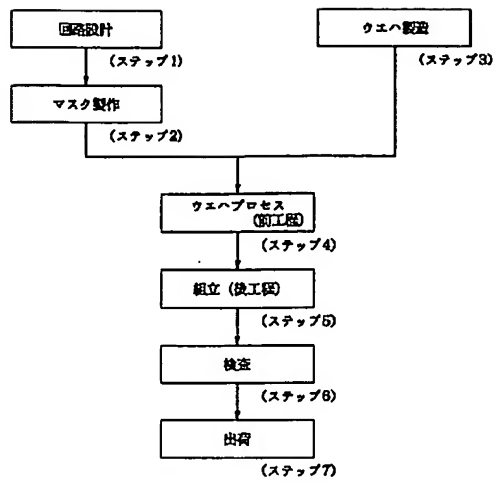 回路設計
(ステップ1)
ウエハ製造
(ステップ3)
マスク製作
(ステップ2)
ウエハプロセス
(前工程)
(ステップ4)
組立(後工程)
(ステップ5)
検査
(ステップ6)
出荷
(ステップ7)